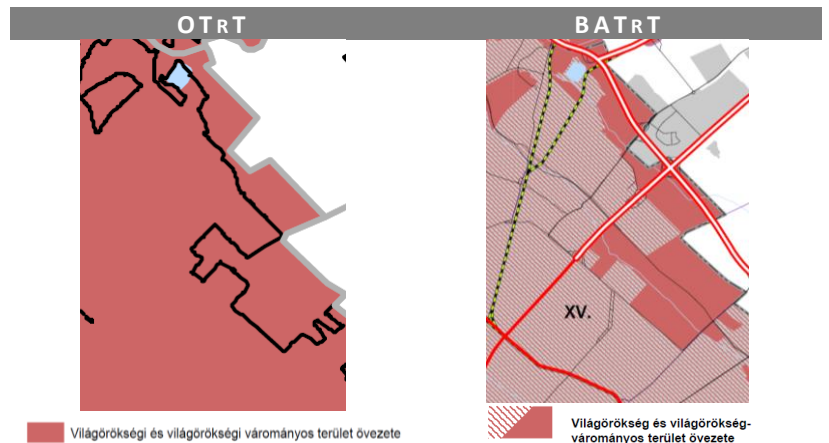 OTRT
BATRT
XV.
Világörökségi és világörökségi várományos terület övezete
Világörökség és világörökség-
várományos terület övezete